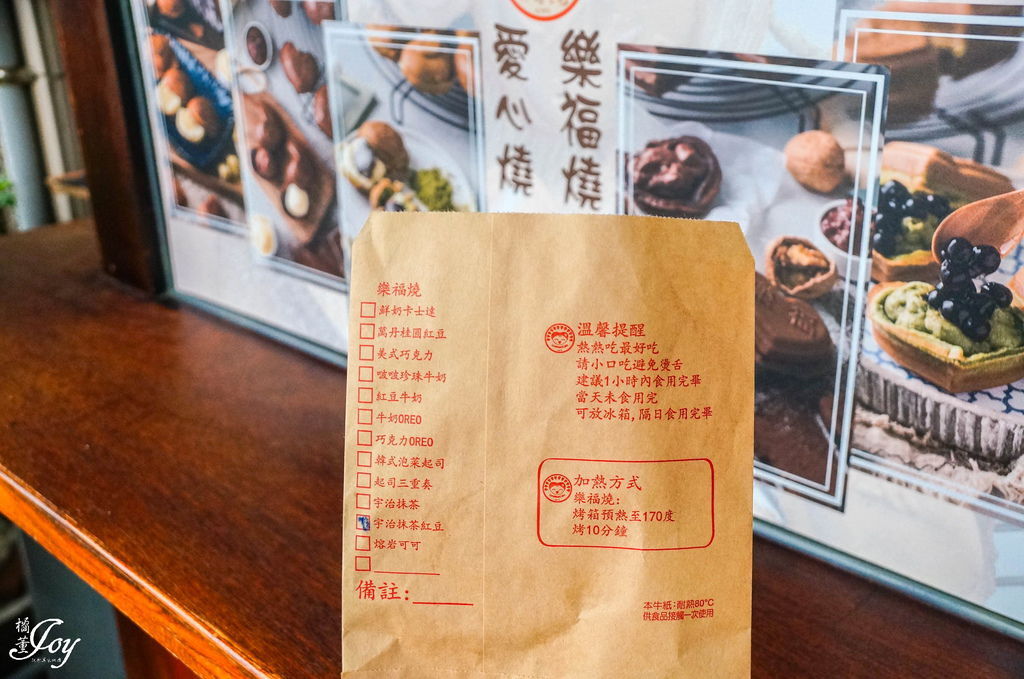 愛心燒
樂福燒
樂福燒
鮮奶卡士達
萬丹桂圓紅豆
美式巧克力
啵啵珍珠牛奶
紅豆牛奶
牛奶OREO
巧克力OREO
韓式泡菜起司
起司三重奏
宇治抹茶
宇治抹茶紅豆
熔岩可可
備註:
溫馨提醒
熱熱吃最好吃
請小口吃避免燙舌
建議1小時內食用完畢
當天未食用完
可放冰箱,隔日食用完畢
加熱方式
樂福燒:
烤箱預熱至170度
烤10分鐘
本牛紙:耐熱80°C
供食品接觸一次使用
Joy